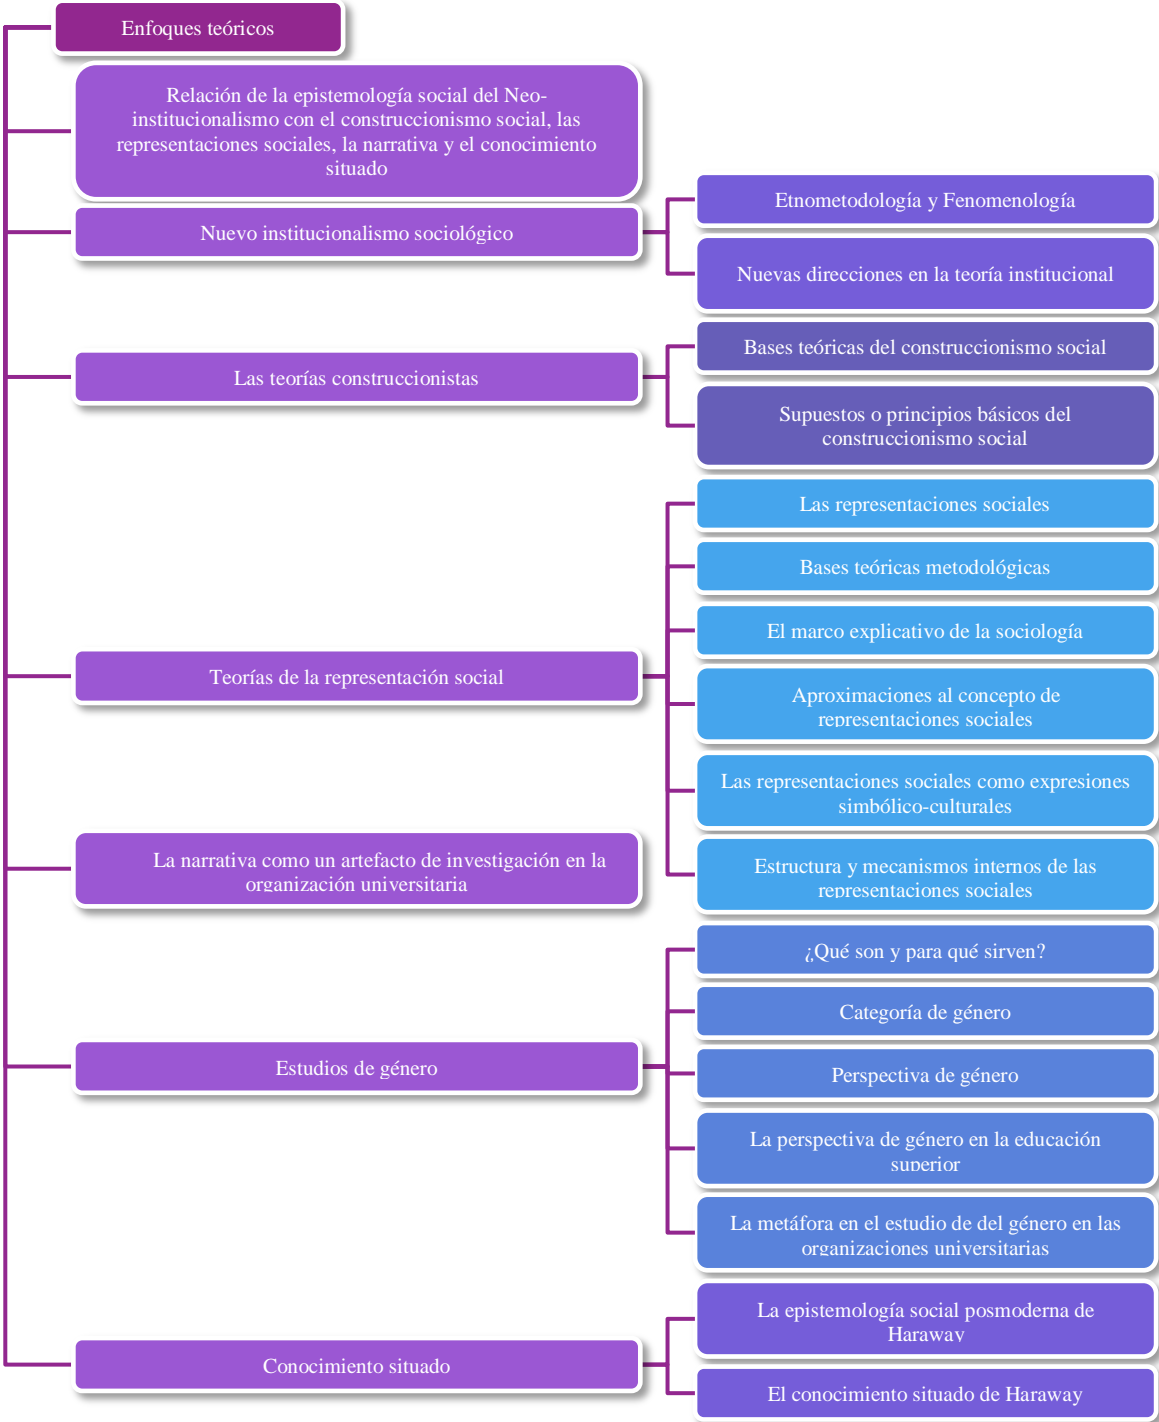 Enfoques teóricos
Relación de la epistemología social del Neo-
institucionalismo con el construccionismo social, las
representaciones sociales, la narrativa y el conocimiento
situado
Nuevo institucionalismo sociológico
Etnometodología y Fenomenología
Nuevas direcciones en la teoría institucional
Las teorías construccionistas
Bases teóricas del construccionismo social
Supuestos o principios básicos del
construccionismo social
Teorías de la representación social
Las representaciones sociales
Bases teóricas metodológicas
El marco explicativo de la sociología
Aproximaciones al concepto de
representaciones sociales
Las representaciones sociales como expresiones
simbólico-culturales
Estructura y mecanismos internos de las
representaciones sociales
La narrativa como un artefacto de investigación en la
organización universitaria
Estudios de género
¿Qué son y para qué sirven?
Categoría de género
Perspectiva de género
La perspectiva de género en la educación
superior
La metáfora en el estudio de del género en las
organizaciones universitarias
Conocimiento situado
La epistemología social posmoderna de
Haraway
El conocimiento situado de Haraway